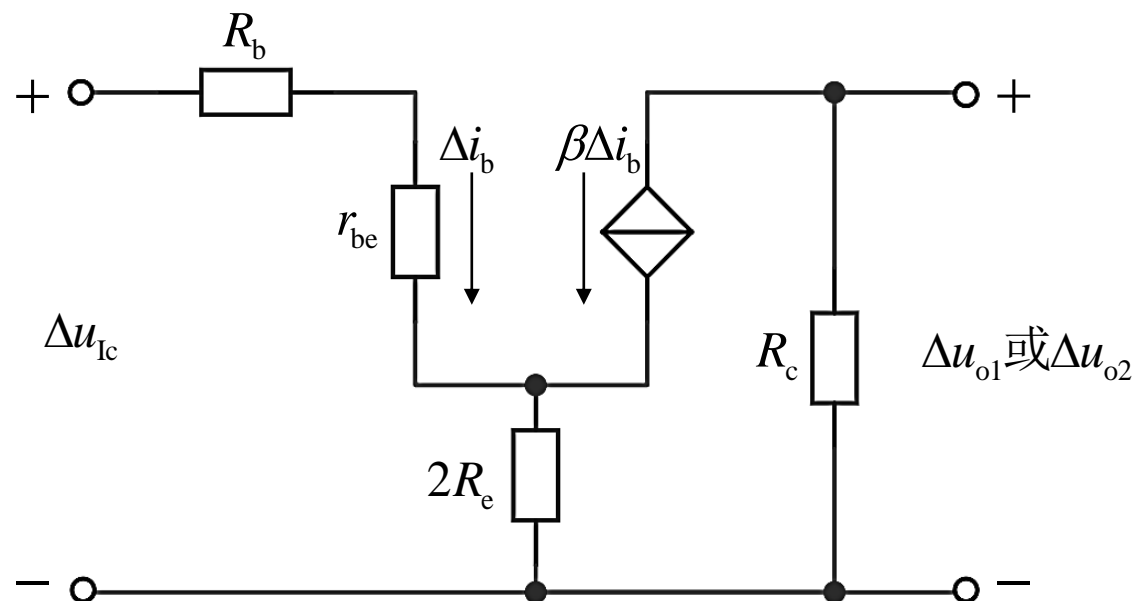 R_b
+
+
Δi_b
βΔi_b
r_be
Δu_Ic
R_c
Δu_o1或Δu_o2
2R_e
−
−